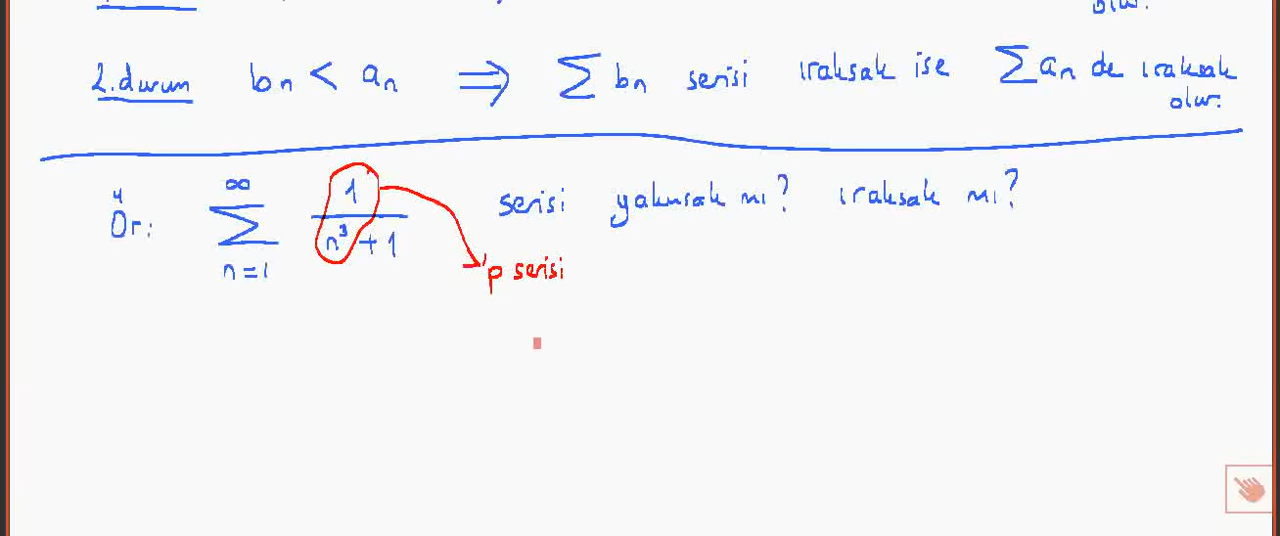 olur.
2.durum bn < an ⇒ ∑ bn serisi ıraksak ise ∑ an de ıraksak
olur.
Ör: ∞ ∑ n=1 1/(n³+1) serisi yakınsak mı? ıraksak mı?
p serisi